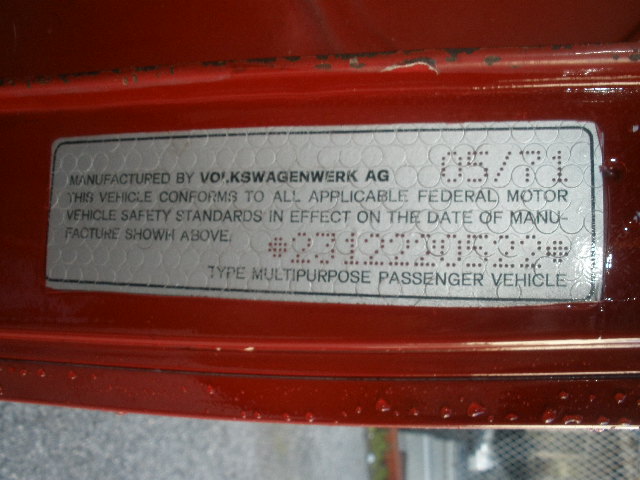 MANUFACTURED BY VOLKSWAGENWERK AG 05/71
THIS VEHICLE CONFORMS TO ALL APPLICABLE FEDERAL MOTOR
VEHICLE SAFETY STANDARDS IN EFFECT ON THE DATE OF MANU-
FACTURE SHOWN ABOVE.
TYPE MULTIPURPOSE PASSENGER VEHICLE